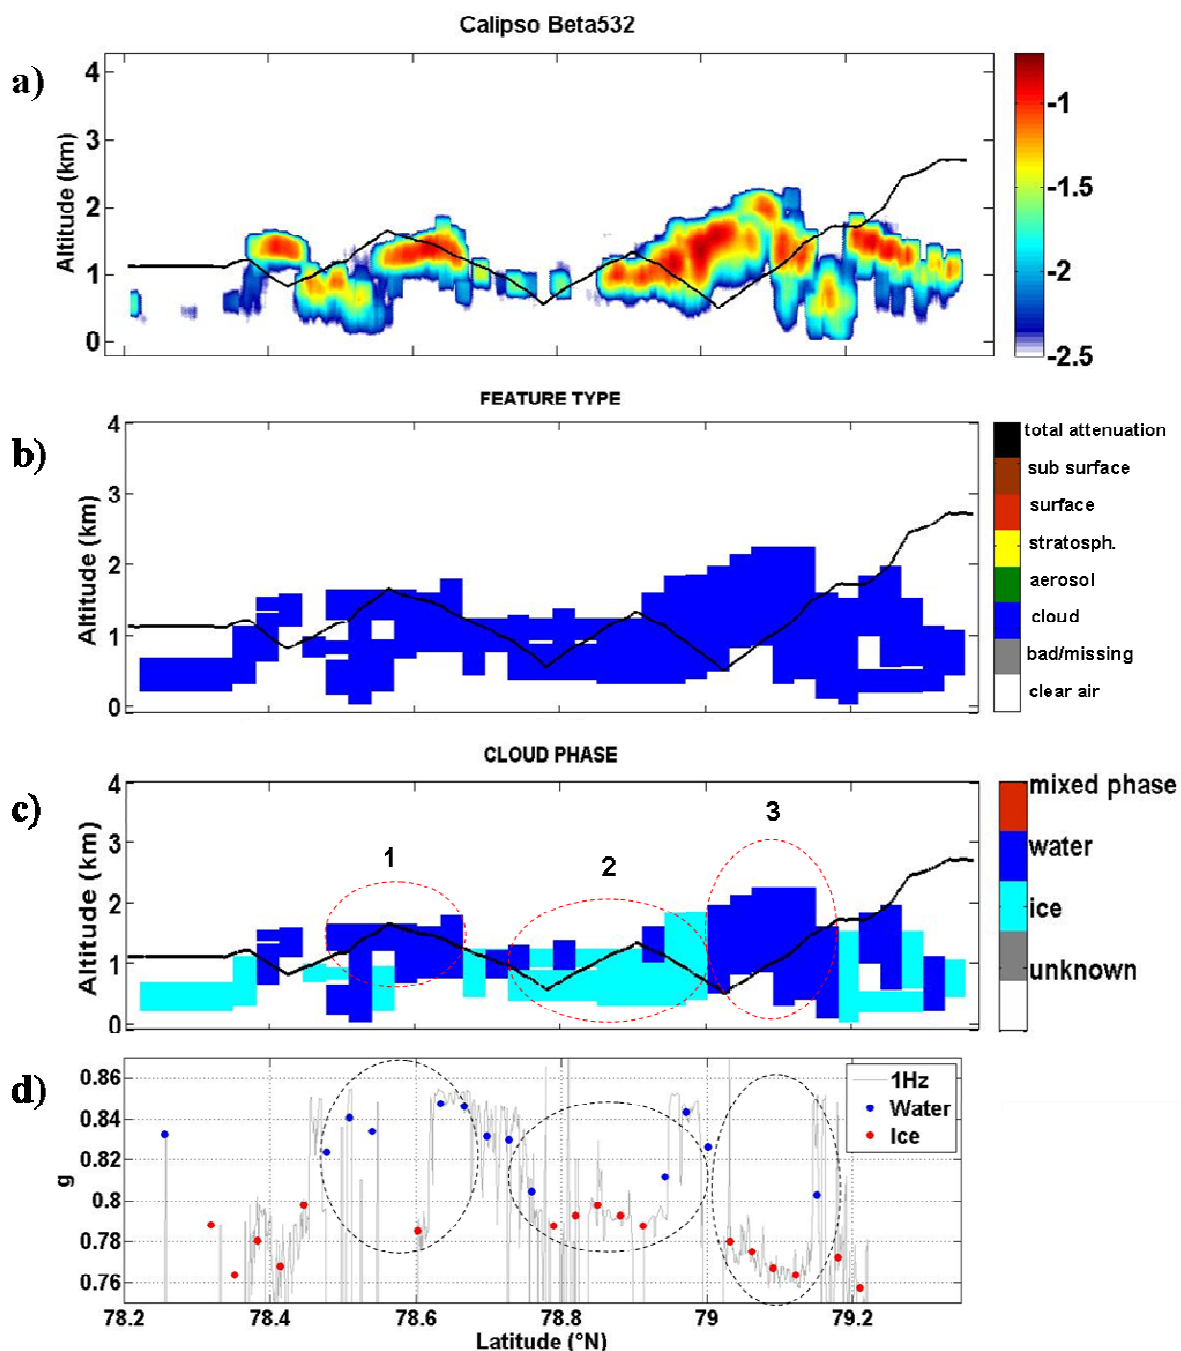 Calipso Beta532
a)
4
3
2
1
0
Altitude (km)
-1
-1.5
-2
-2.5
FEATURE TYPE
b)
4
3
2
1
0
Altitude (km)
total attenuation
sub surface
surface
stratosph.
aerosol
cloud
bad/missing
clear air
CLOUD PHASE
c)
4
3
2
1
0
Altitude (km)
1
2
3
mixed phase
water
ice
unknown
d)
0.86
0.84
0.82
0.8
0.78
0.76
g
1Hz
Water
Ice
78.2 78.4 78.6 78.8 79 79.2
Latitude (°N)